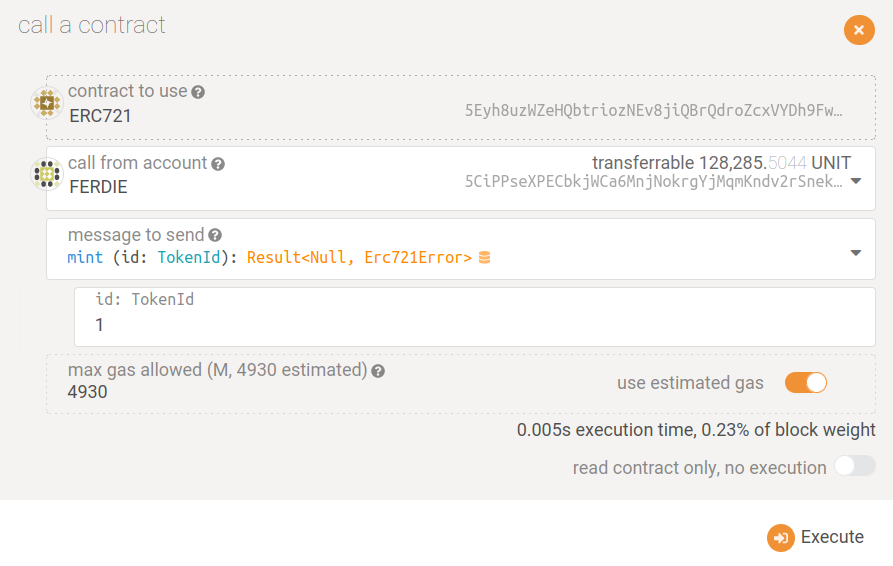 call a contract
contract to use
ERC721
5Eyh8uzWZeHQbtriozNEv8jiQBrQdroZcxVYDh9Fw…
call from account
transferrable 128,285.5044 UNIT
FERDIE
5CiPPseXPECbkjWCa6MnjNokrgYjMqmKndv2rSnek…
message to send
mint (id: TokenId): Result<Null, Erc721Error>
id: TokenId
1
max gas allowed (M, 4930 estimated)
4930
use estimated gas
0.005s execution time, 0.23% of block weight
read contract only, no execution
Execute